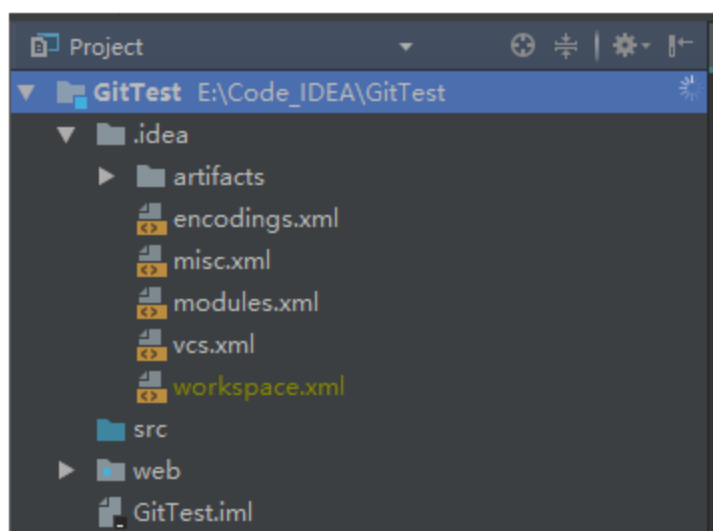 Project
GitTest E:\Code_IDEA\GitTest
.idea
artifacts
encodings.xml
misc.xml
modules.xml
vcs.xml
workspace.xml
src
web
GitTest.iml